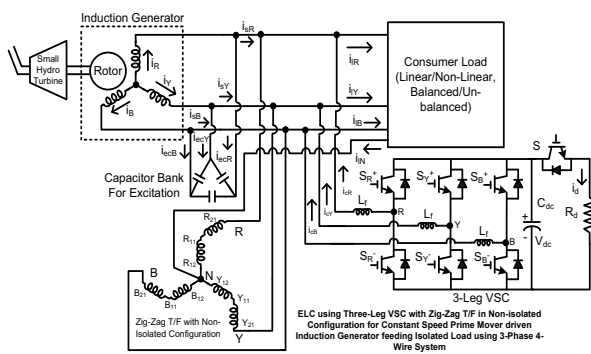 Induction Generator
Small
Hydro
Turbine
Rotor
iR
iY
iB
isR
isY
isB
iecY
iecB
iecR
Capacitor Bank
For Excitation
ilR
ilY
ilB
ilN
Consumer Load
(Linear/Non-Linear,
Balanced/Un-
balanced)
icR
icY
icB
Lf
Lf
Lf
R
Y
B
SR+
SY+
SB+
SR-
SY-
SB-
3-Leg VSC
Cdc
+
-
Vdc
S
id
Rd
R21
R
R11
R12
N
B
B21
B11
B12
Y12
Y11
Y21
Y
Zig-Zag T/F with Non-
Isolated Configuration
ELC using Three-Leg VSC with Zig-Zag T/F in Non-isolated
Configuration for Constant Speed Prime Mover driven
Induction Generator feeding Isolated Load using 3-Phase 4-
Wire System